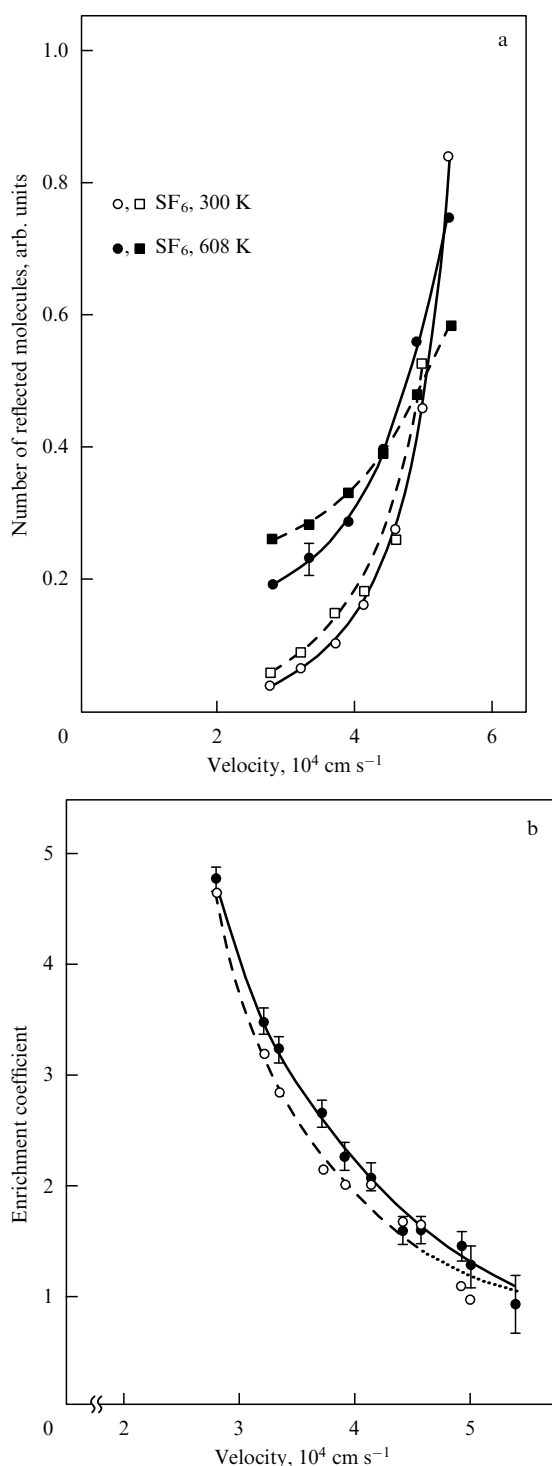 a
1.0
0.8
0.6
0.4
0.2
0
2
4
6
Number of reflected molecules, arb. units
, SF₆, 300 K
, SF₆, 608 K
Velocity, 10⁴ cm s⁻¹
b
5
4
3
2
1
0
2
3
4
5
Enrichment coefficient
Velocity, 10⁴ cm s⁻¹